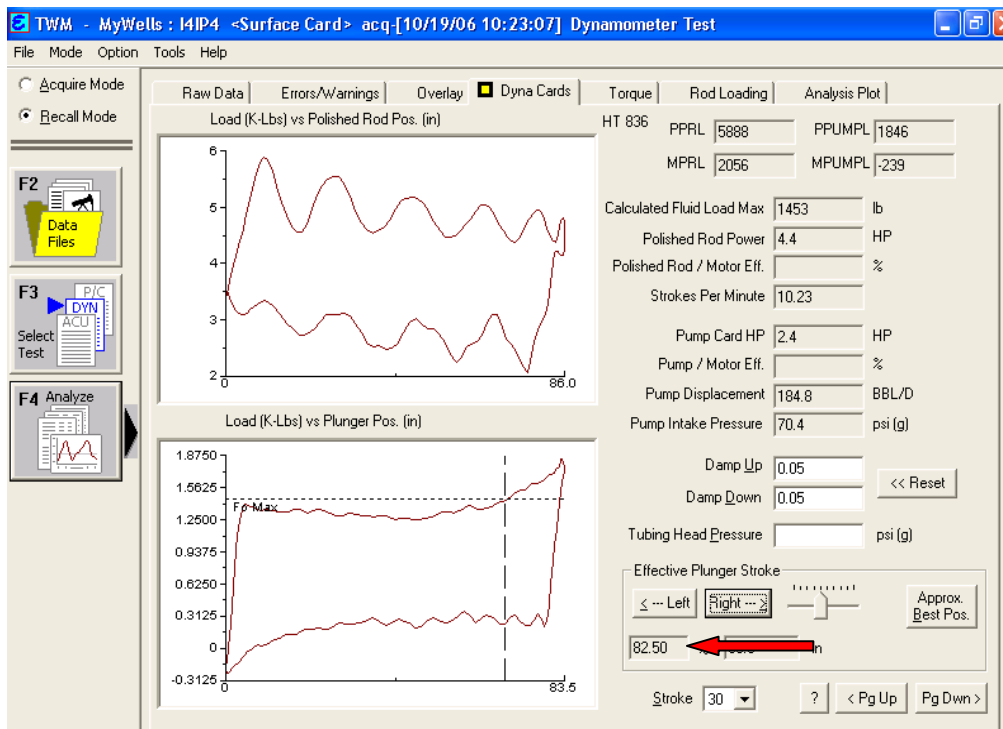 TWM - MyWells : I4IP4 <Surface Card> acq-[10/19/06 10:23:07] Dynamometer Test
File Mode Option Tools Help
Acquire Mode
Recall Mode
F2
Data
Files
F3
P/C
DYN
ACU
Select
Test
F4 Analyze
Raw Data Errors/Warnings Overlay Dyna Cards Torque Rod Loading Analysis Plot
Load (K-Lbs) vs Polished Rod Pos. (in)
6
5
4
3
2
0 86.0
Load (K-Lbs) vs Plunger Pos. (in)
1.8750
1.5625
Fo Max
1.2500
0.9375
0.6250
0.3125
0
-0.3125
0 83.5
HT 836 PPRL 5888 PPUMPL 1846
MPRL 2056 MPUMPL -239
Calculated Fluid Load Max 1453 lb
Polished Rod Power 4.4 HP
Polished Rod / Motor Eff. %
Strokes Per Minute 10.23
Pump Card HP 2.4 HP
Pump / Motor Eff. %
Pump Displacement 184.8 BBL/D
Pump Intake Pressure 70.4 psi (g)
Damp Up 0.05
<< Reset
Damp Down 0.05
Tubing Head Pressure psi (g)
Effective Plunger Stroke
< --- Left Right --- > Approx.
Best Pos.
82.50
Stroke 30 ? < Pg Up Pg Dwn >